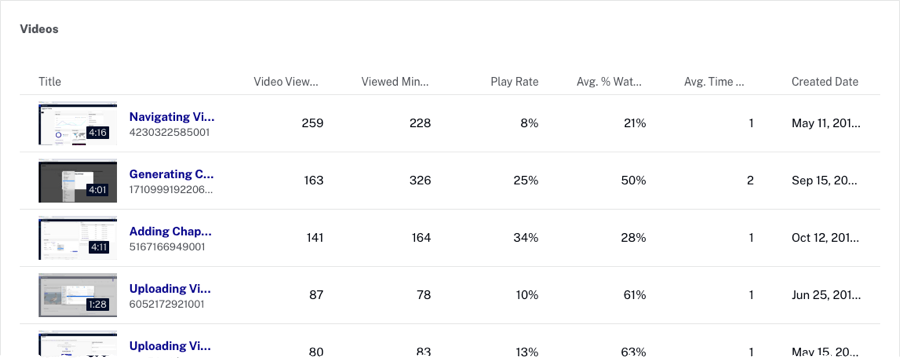 Videos
Title Video View... Viewed Min... Play Rate Avg. % Wat... Avg. Time ... Created Date
4:16 Navigating Vi... 259 228 8% 21% 1 May 11, 201...
4230322585001
4:01 Generating C... 163 326 25% 50% 2 Sep 15, 20...
1710999192206...
4:11 Adding Chap... 141 164 34% 28% 1 Oct 12, 201...
5167166949001
1:28 Uploading Vi... 87 78 10% 61% 1 Jun 25, 201...
6052172921001
Uploading Vi... 80 83 13% 63% 1 May 15, 20...